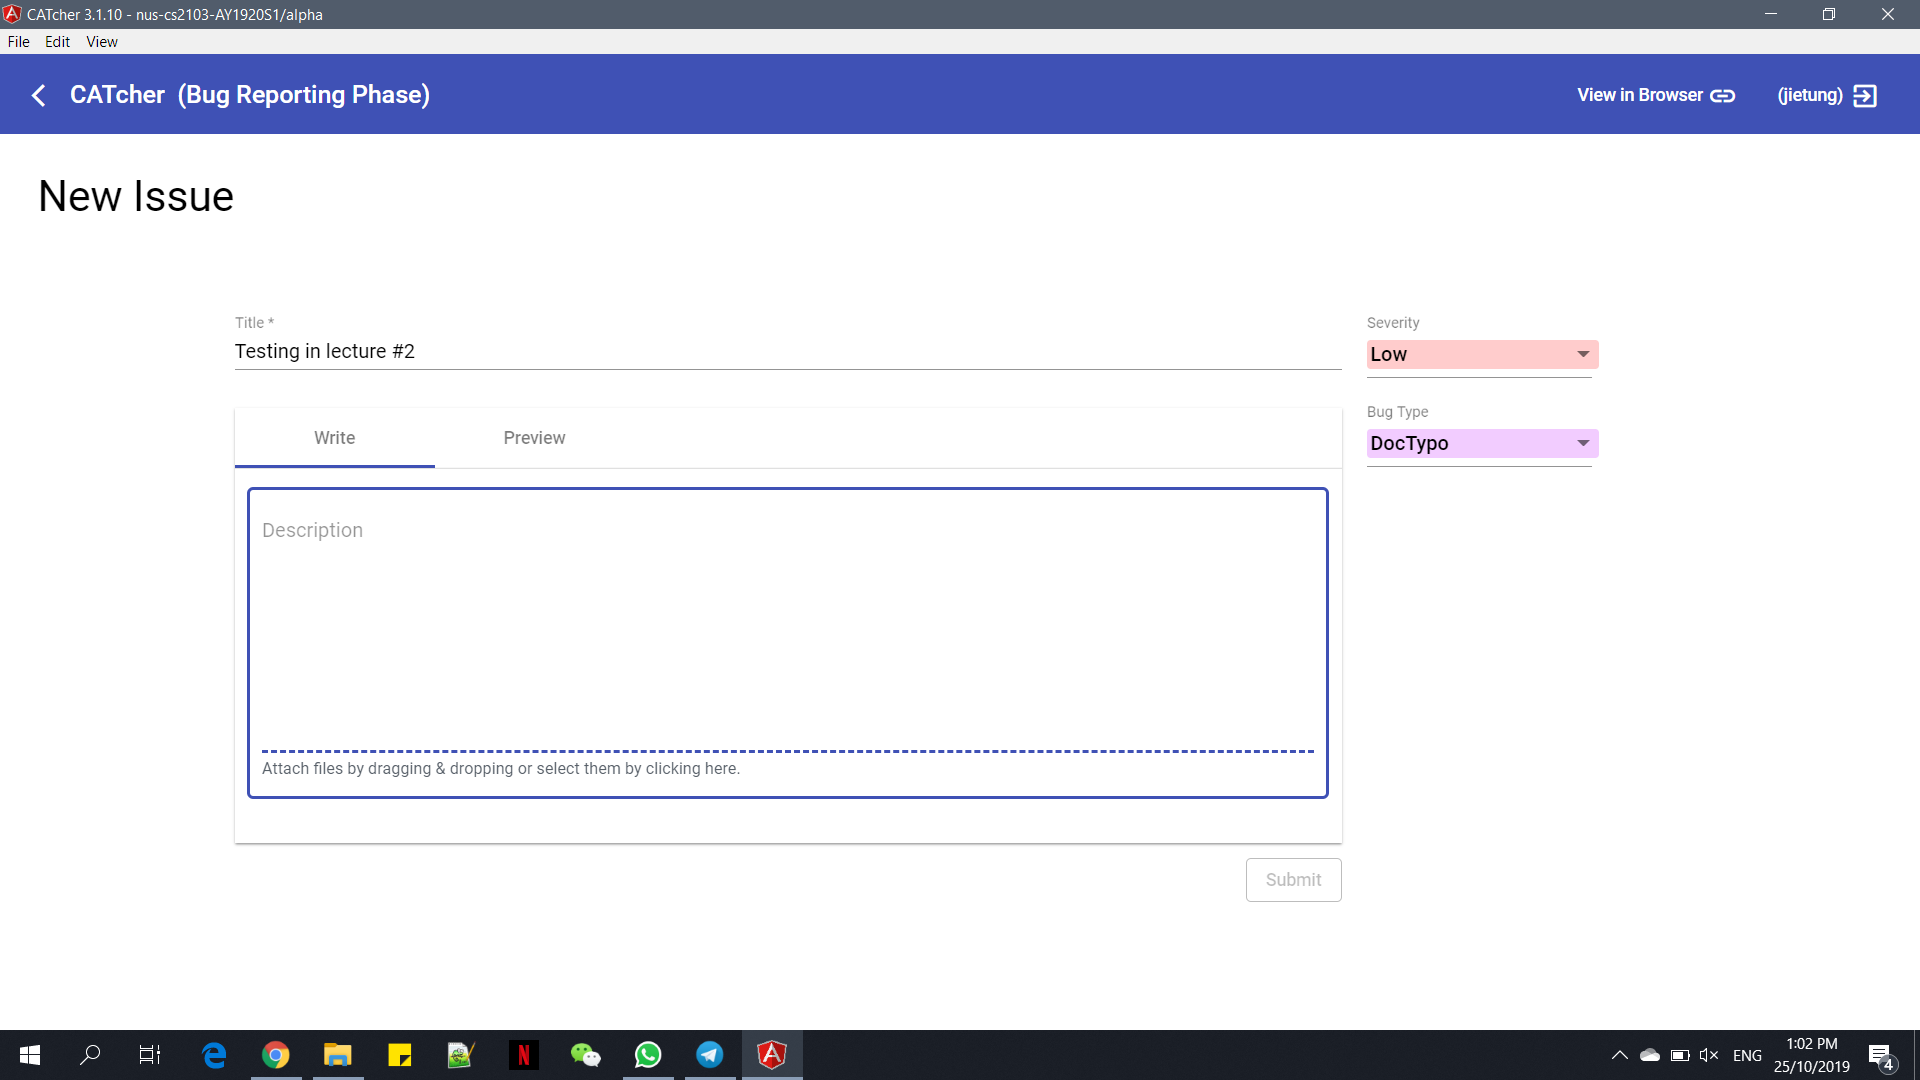 CATcher 3.1.10 - nus-cs2103-AY1920S1/alpha
File Edit View
CATcher (Bug Reporting Phase)
View in Browser
(jietung)
New Issue
Title *
Testing in lecture #2
Severity
Low
Bug Type
DocTypo
Write
Preview
Description
Attach files by dragging & dropping or select them by clicking here.
Submit
ENG
1:02 PM
25/10/2019
4